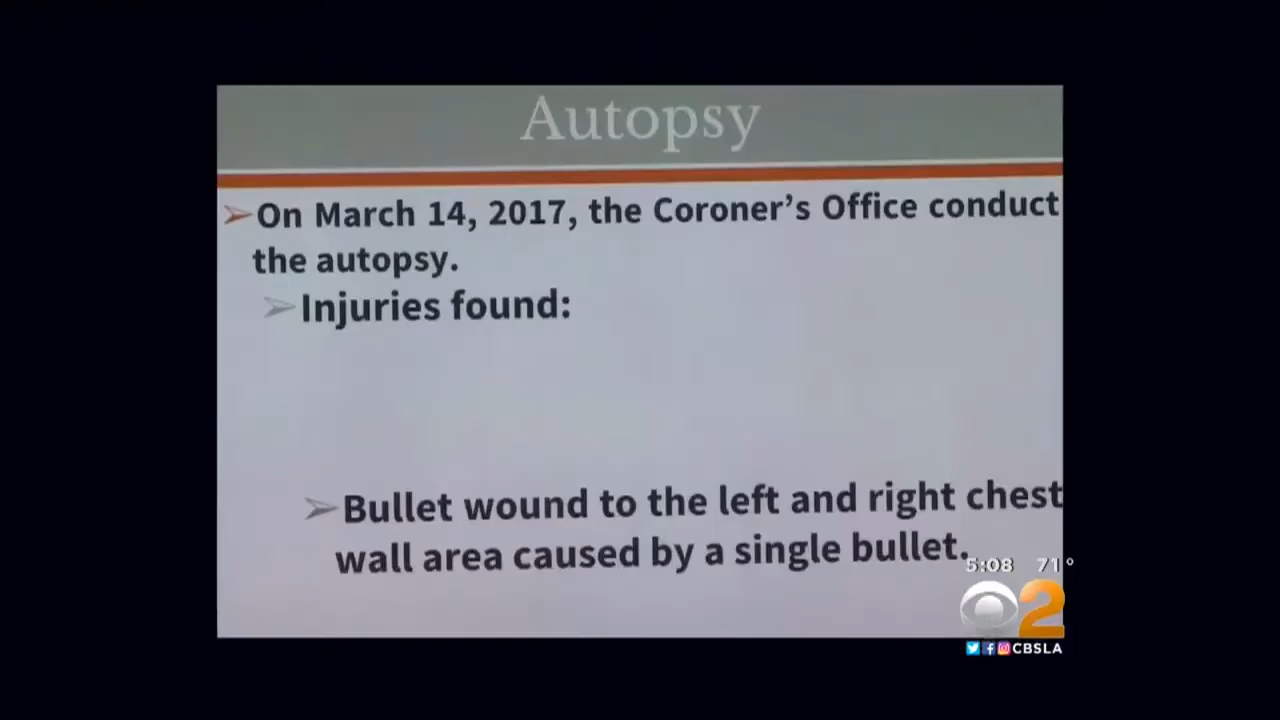 Autopsy
➢On March 14, 2017, the Coroner's Office conduct
the autopsy.
➢Injuries found:
➢Bullet wound to the left and right chest
wall area caused by a single bullet.
5:08 71°
2
CBSLA